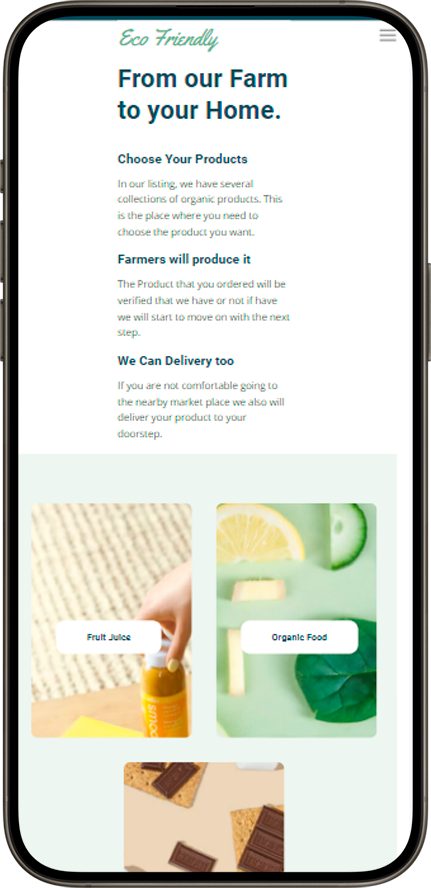 Eco Friendly
From our Farm
to your Home.
Choose Your Products
In our listing, we have several
collections of organic products. This
is the place where you need to
choose the product you want.
Farmers will produce it
The Product that you ordered will be
verified that we have or not if have
we will start to move on with the next
step.
We Can Delivery too
If you are not comfortable going to
the nearby market place we also will
deliver your product to your
doorstep.
Fruit Juice
Organic Food